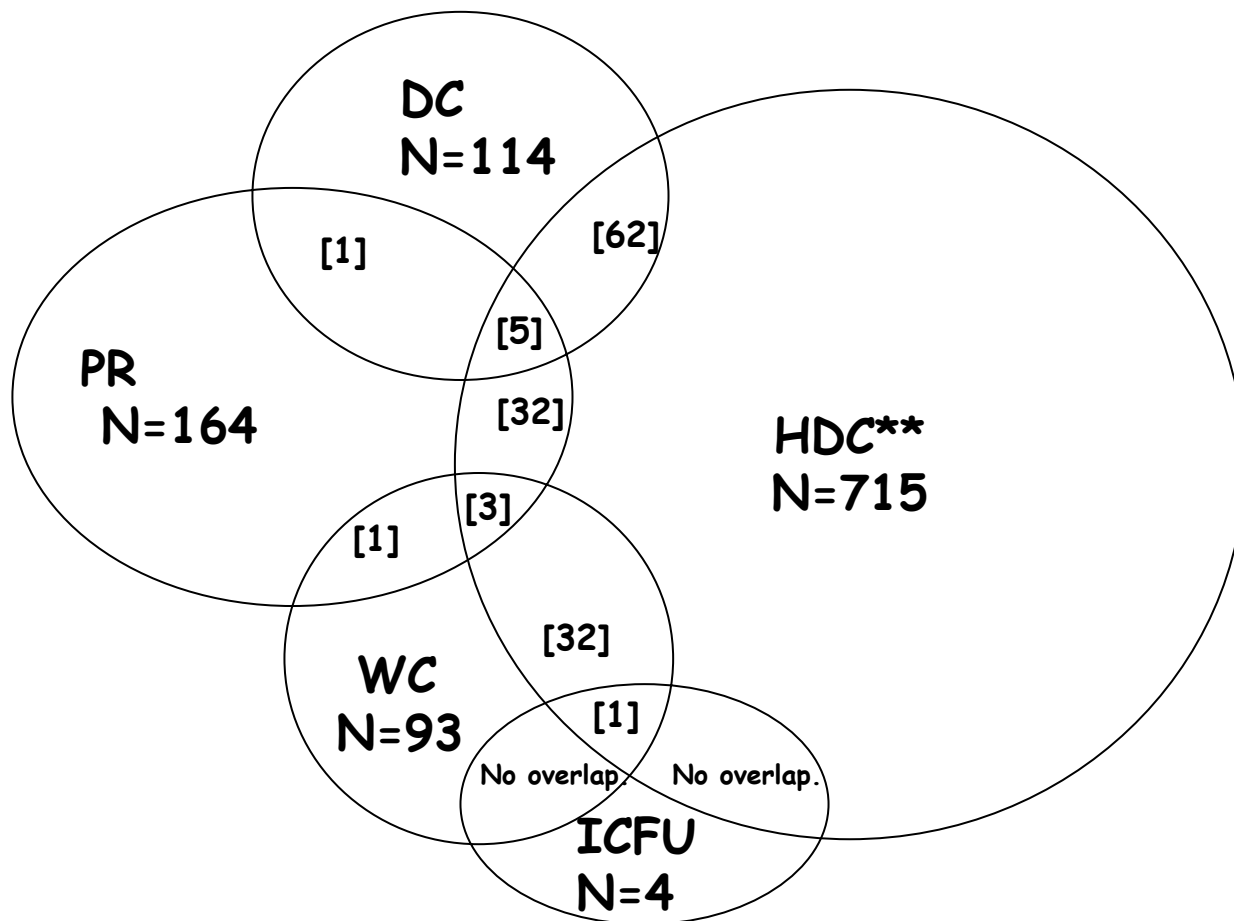 DC
N=114
[62]
[1]
[5]
PR
N=164
[32]
HDC**
N=715
[3]
[1]
[32]
WC
N=93
[1]
No overlap.
No overlap.
ICFU
N=4